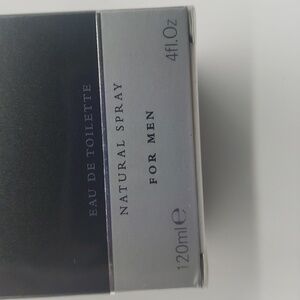 EAU DE TOILETTE
NATURAL SPRAY
FOR MEN
120ml℮ 4fl.Oz